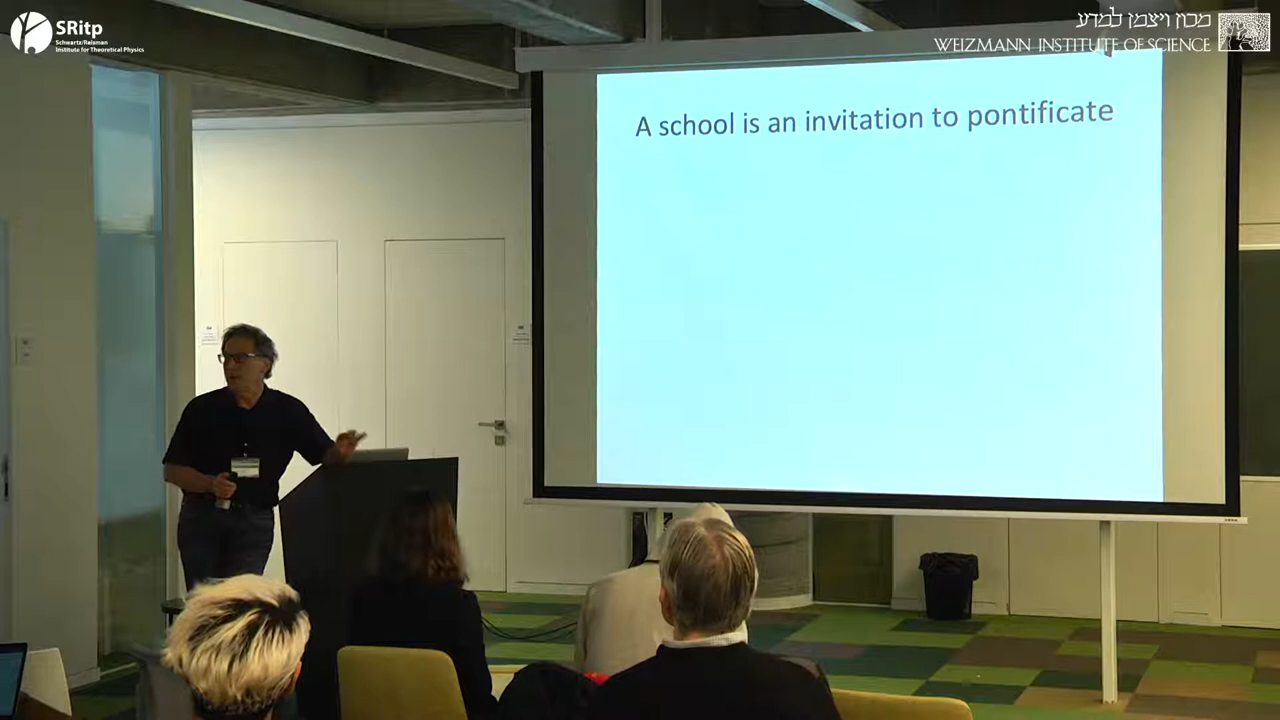 SRitp
Schwartz/Reisman
Institute for Theoretical Physics
מכון ויצמן למדע
WEIZMANN INSTITUTE OF SCIENCE
A school is an invitation to pontificate